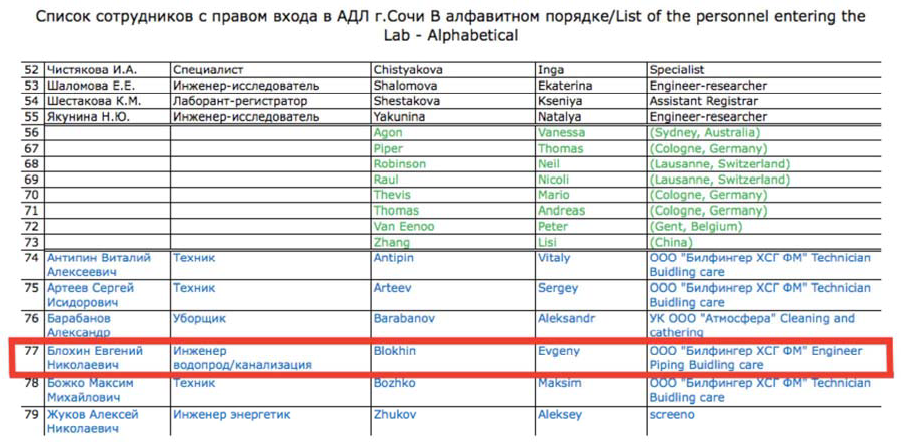 Список сотрудников с правом входа в АДЛ г.Сочи В алфавитном порядке/List of the personnel entering the
Lab - Alphabetical
52 Чистякова И.А. Специалист Chistyakova Inga Specialist
53 Шаломова Е.Е. Инженер-исследователь Shalomova Ekaterina Engineer-researcher
54 Шестакова К.М. Лаборант-регистратор Shestakova Kseniya Assistant Registrar
55 Якунина Н.Ю. Инженер-исследователь Yakunina Natalya Engineer-researcher
56 Agon Vanessa (Sydney, Australia)
67 Piper Thomas (Cologne, Germany)
68 Robinson Neil (Lausanne, Switzerland)
69 Raul Nicoli (Lausanne, Switzerland)
70 Thevis Mario (Cologne, Germany)
71 Thomas Andreas (Cologne, Germany)
72 Van Eenoo Peter (Gent, Belgium)
73 Zhang Lisi (China)
74 Антипин Виталий Техник Antipin Vitaly ООО "Билфингер ХСГ ФМ" Technician
Алексеевич Buidling care
75 Артеев Сергей Техник Arteev Sergey ООО "Билфингер ХСГ ФМ" Technician
Исидорович Buidling care
76 Барабанов Уборщик Barabanov Aleksandr УК ООО "Атмосфера" Cleaning and
Александр cathering
77 Блохин Евгений Инженер Blokhin Evgeny ООО "Билфингер ХСГ ФМ" Engineer
Николаевич водопрод/канализация Piping Buidling care
78 Божко Максим Техник Bozhko Maksim ООО "Билфингер ХСГ ФМ" Technician
Михайлович Buidling care
79 Жуков Алексей Инженер энергетик Zhukov Aleksey screeno
Николаевич